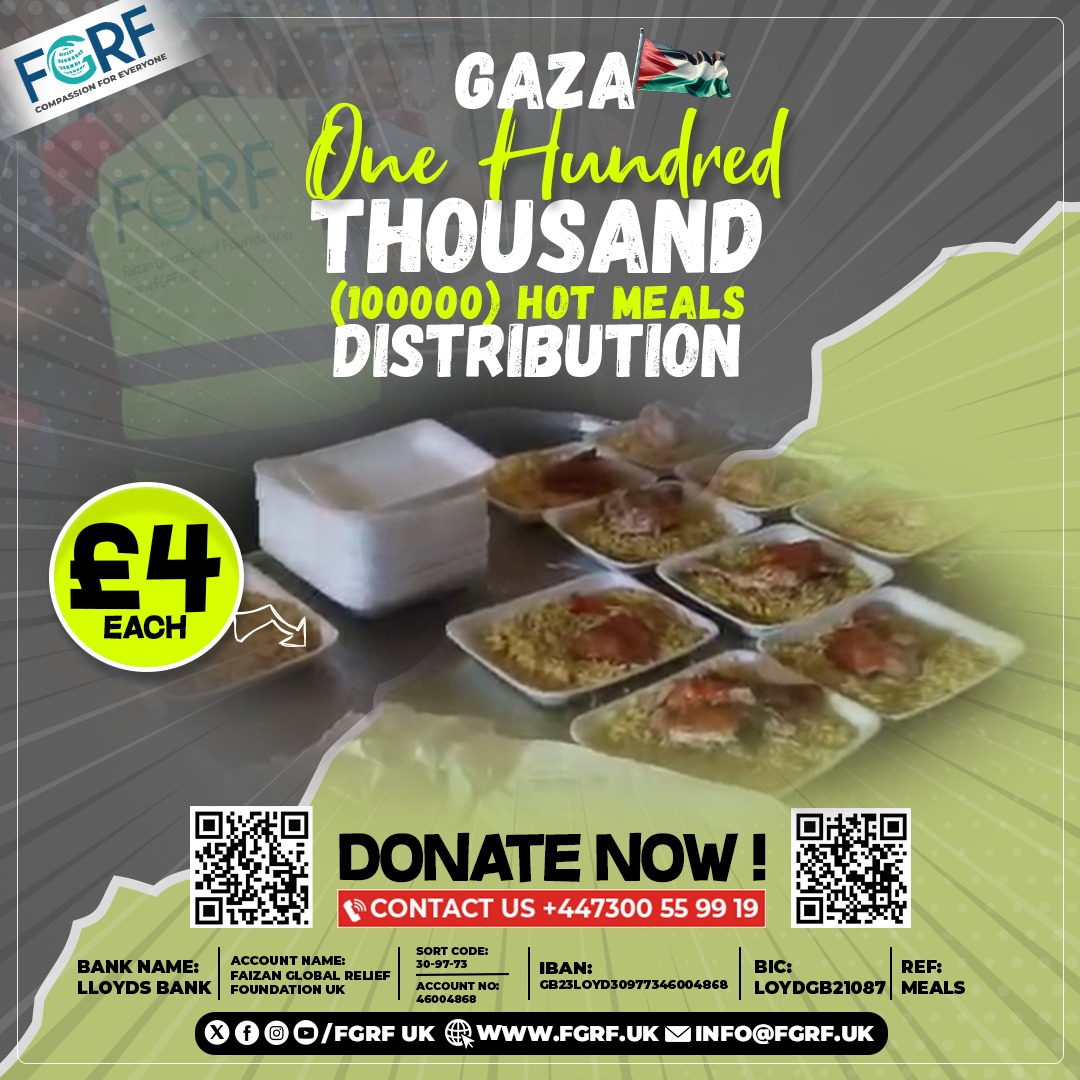 FGRF
COMPASSION FOR EVERYONE
GAZA
One Hundred
THOUSAND
(100000) HOT MEALS
DISTRIBUTION
FGRF
£4
EACH
DONATE NOW !
CONTACT US +447300 55 99 19
BANK NAME:
LLOYDS BANK
ACCOUNT NAME:
FAIZAN GLOBAL RELIEF
FOUNDATION UK
SORT CODE:
30-97-73
ACCOUNT NO:
46004868
IBAN:
GB23LOYD30977346004868
BIC:
LOYDGB21087
REF:
MEALS
/FGRF UK WWW.FGRF.UK INFO@FGRF.UK